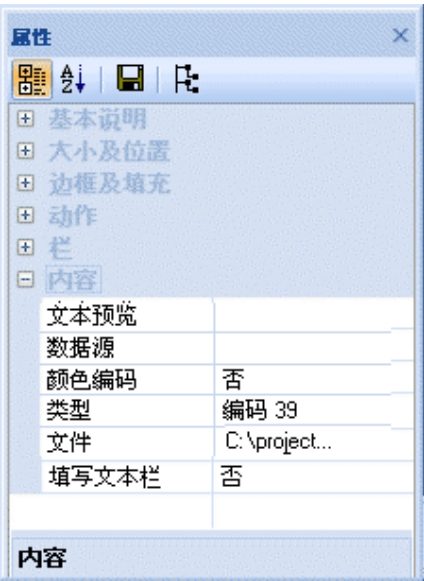 属性
基本说明
大小及位置
边框及填充
动作
栏
内容
文本预览
数据源
颜色编码 否
类型 编码 39
文件 C:\project...
填写文本栏 否
内容